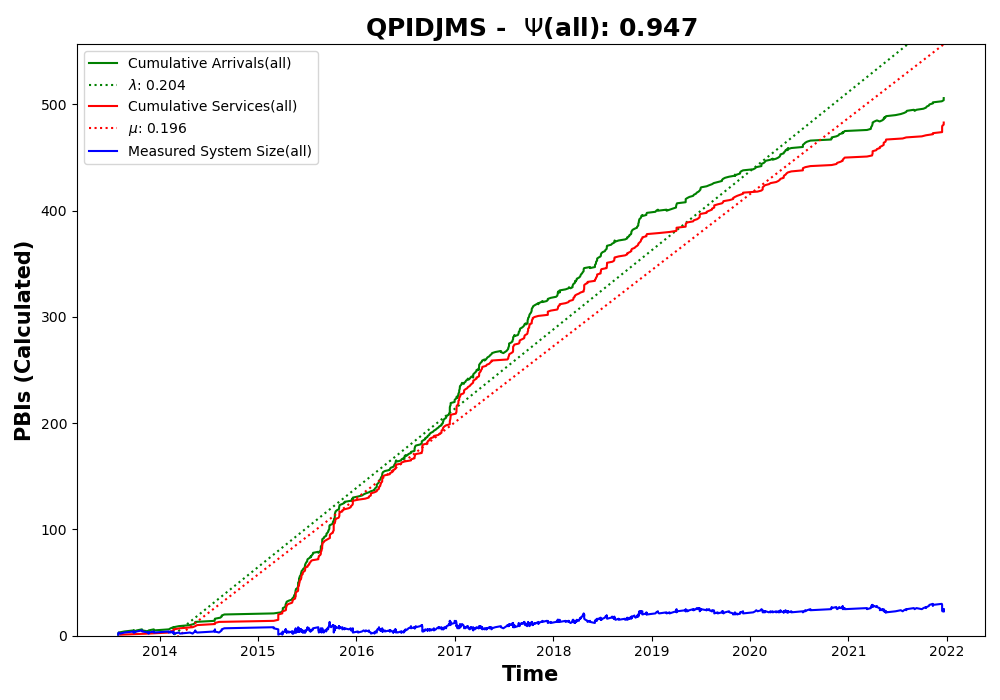 QPIDJMS -  Ψ(all): 0.947
Cumulative Arrivals(all)
λ: 0.204
Cumulative Services(all)
μ: 0.196
Measured System Size(all)
PBIs (Calculated)
500
400
300
200
100
0
2014 2015 2016 2017 2018 2019 2020 2021 2022
Time